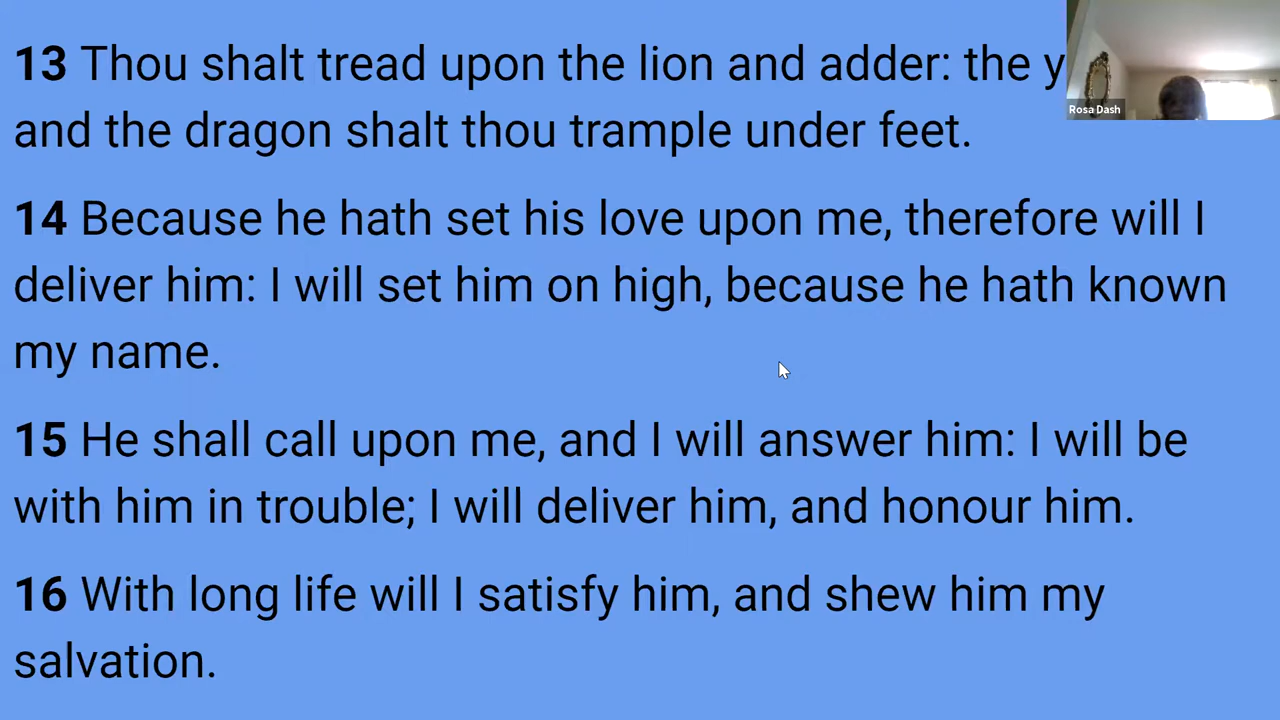 13 Thou shalt tread upon the lion and adder: the y
and the dragon shalt thou trample under feet.
14 Because he hath set his love upon me, therefore will I
deliver him: I will set him on high, because he hath known
my name.
15 He shall call upon me, and I will answer him: I will be
with him in trouble; I will deliver him, and honour him.
16 With long life will I satisfy him, and shew him my
salvation.
Rosa Dash